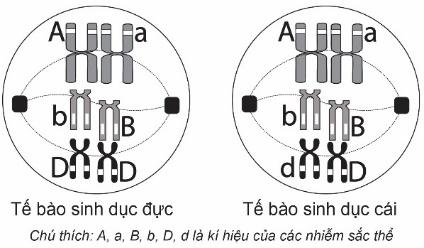 A a A a
b B b B
D D d D
Tế bào sinh dục đực Tế bào sinh dục cái
Chú thích: A, a, B, b, D, d là kí hiệu của các nhiễm sắc thể